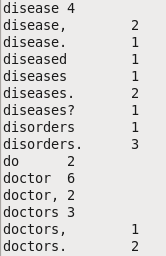 disease 4
disease, 2
disease. 1
diseased 1
diseases 1
diseases. 2
diseases? 1
disorders 1
disorders. 3
do 2
doctor 6
doctor, 2
doctors 3
doctors, 1
doctors. 2